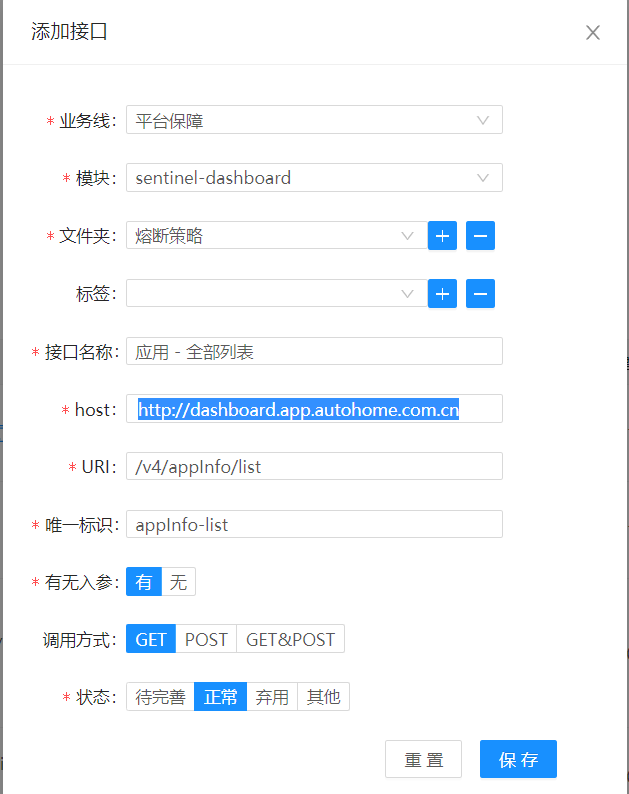 添加接口
* 业务线: 平台保障
* 模块: sentinel-dashboard
* 文件夹: 熔断策略
标签:
* 接口名称: 应用 - 全部列表
* host: http://dashboard.app.autohome.com.cn
* URI: /v4/appInfo/list
* 唯一标识: appInfo-list
* 有无入参: 有 无
调用方式: GET POST GET&POST
* 状态: 待完善 正常 弃用 其他
重 置 保 存